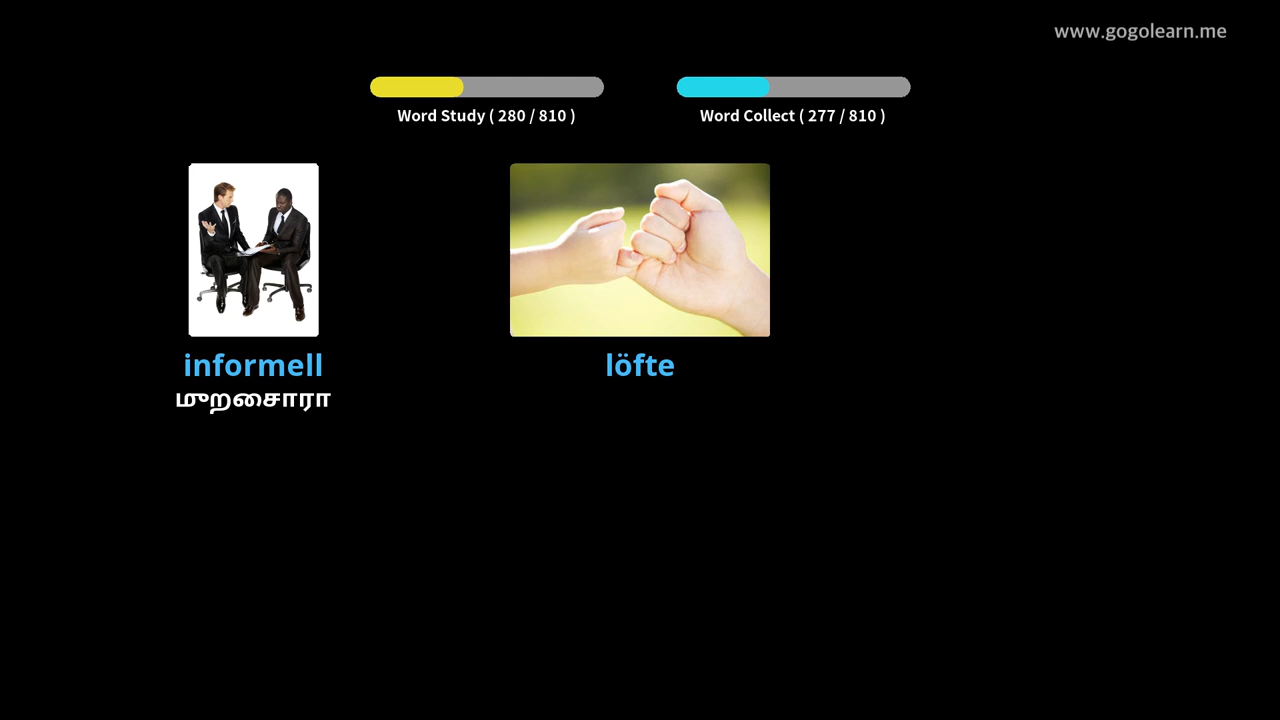 www.gogolearn.me
Word Study ( 280 / 810 )
Word Collect ( 277 / 810 )
informell
löfte
முறைசாரா